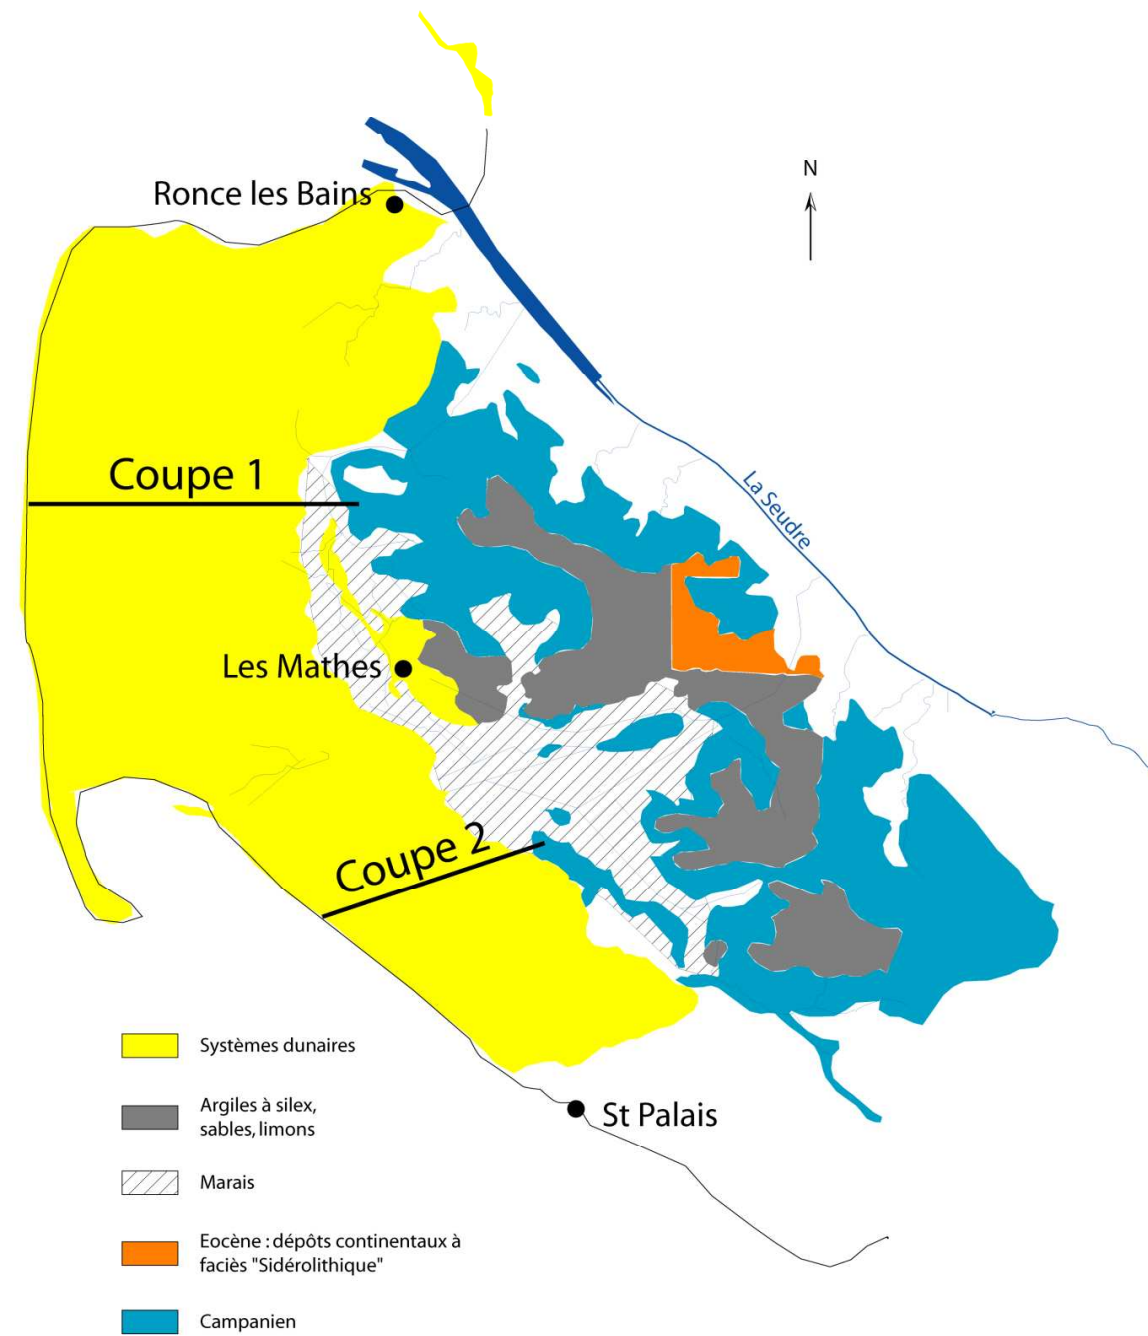 N
Ronce les Bains
Coupe 1
La Seudre
Les Mathes
Coupe 2
St Palais
Systèmes dunaires
Argiles à silex,
sables, limons
Marais
Eocène : dépôts continentaux à
faciès "Sidérolithique"
Campanien